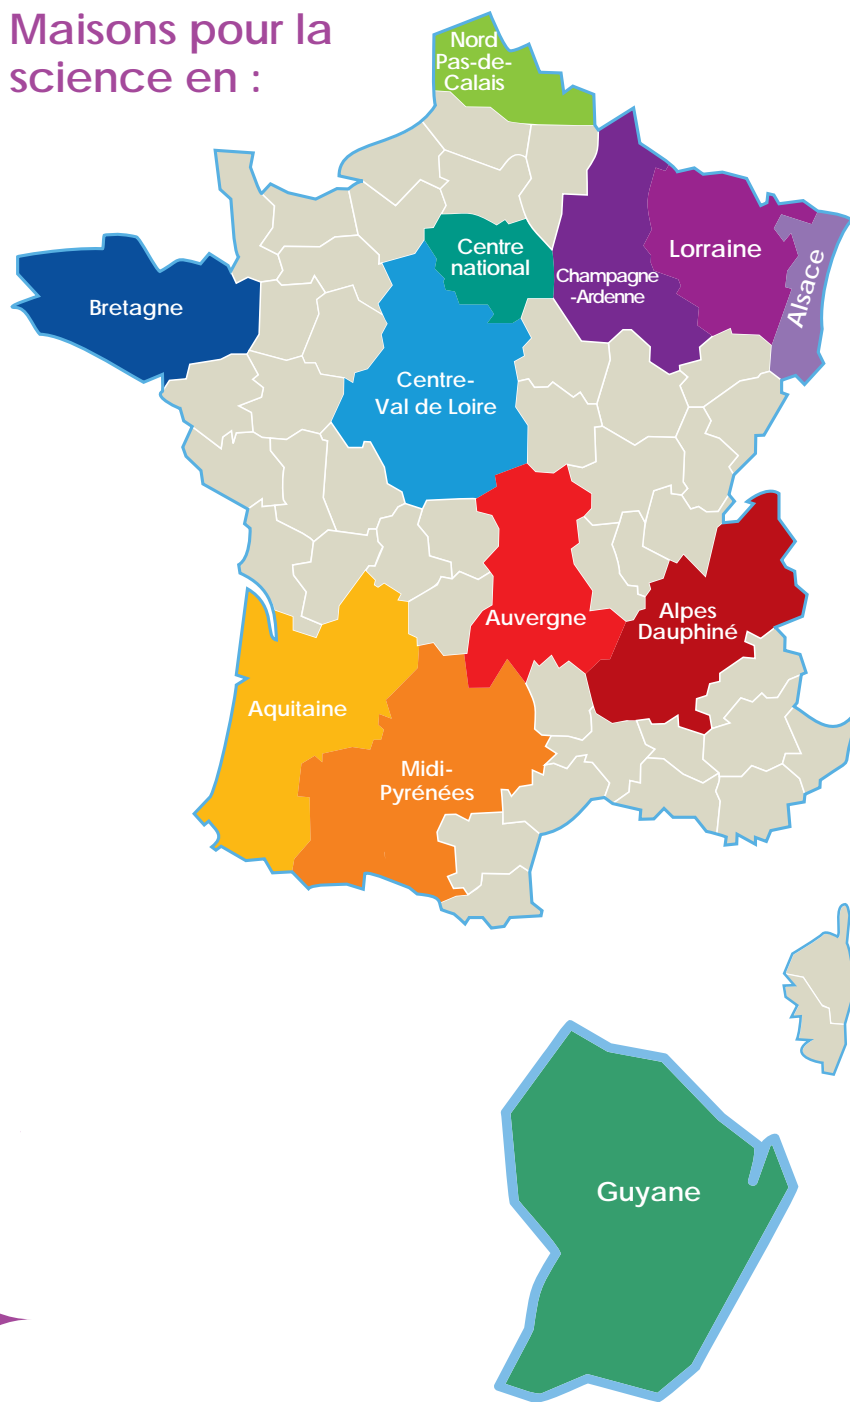 Maisons pour la
science en :
Nord
Pas-de-
Calais
Centre
national
Champagne
-Ardenne
Lorraine
Alsace
Bretagne
Centre-
Val de Loire
Auvergne
Alpes
Dauphiné
Aquitaine
Midi-
Pyrénées
Guyane